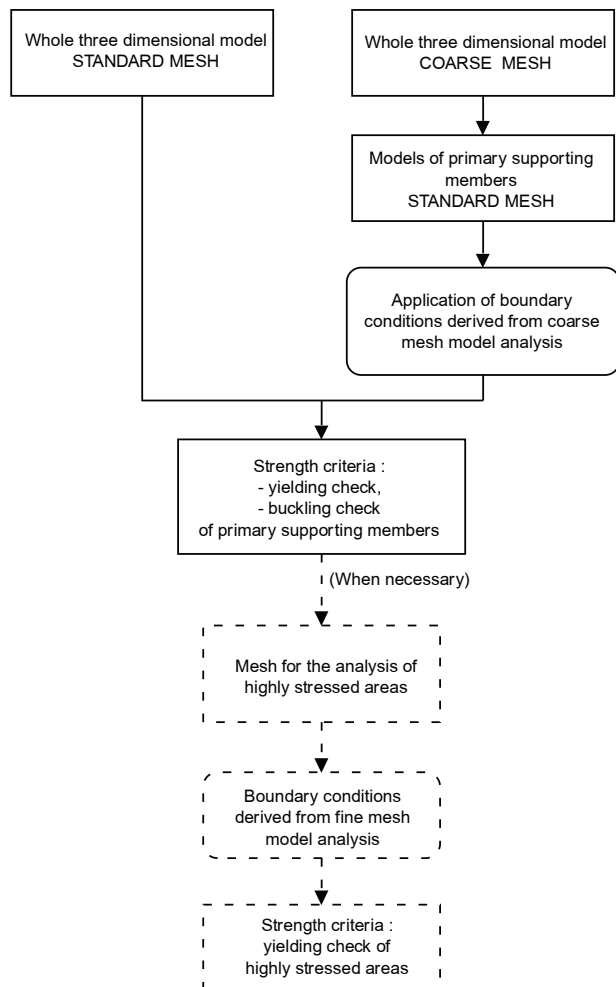 Whole three dimensional model
STANDARD MESH
Whole three dimensional model
COARSE MESH
Models of primary supporting
members
STANDARD MESH
Application of boundary
conditions derived from coarse
mesh model analysis
Strength criteria :
- yielding check,
- buckling check
of primary supporting members
(When necessary)
Mesh for the analysis of
highly stressed areas
Boundary conditions
derived from fine mesh
model analysis
Strength criteria :
yielding check of
highly stressed areas